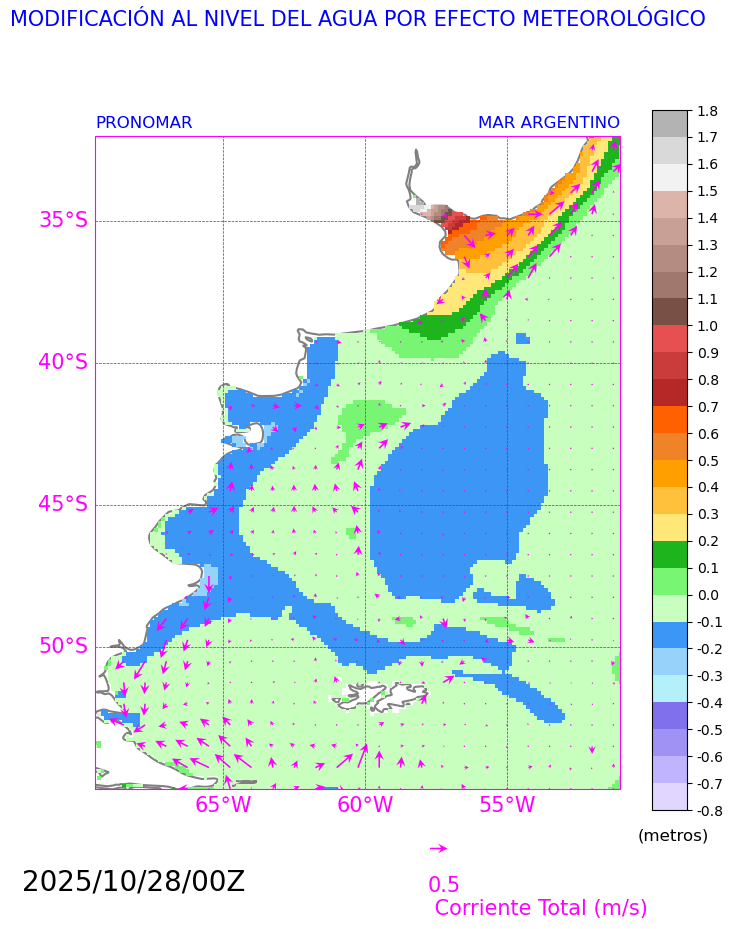 MODIFICACIÓN AL NIVEL DEL AGUA POR EFECTO METEOROLÓGICO
PRONOMAR MAR ARGENTINO
1.8
1.7
1.6
1.5
1.4
1.3
1.2
1.1
1.0
0.9
0.8
0.7
0.6
0.5
0.4
0.3
0.2
0.1
0.0
-0.1
-0.2
-0.3
-0.4
-0.5
-0.6
-0.7
-0.8
(metros)
35°S
40°S
45°S
50°S
65°W 60°W 55°W
2025/10/28/00Z
0.5
Corriente Total (m/s)